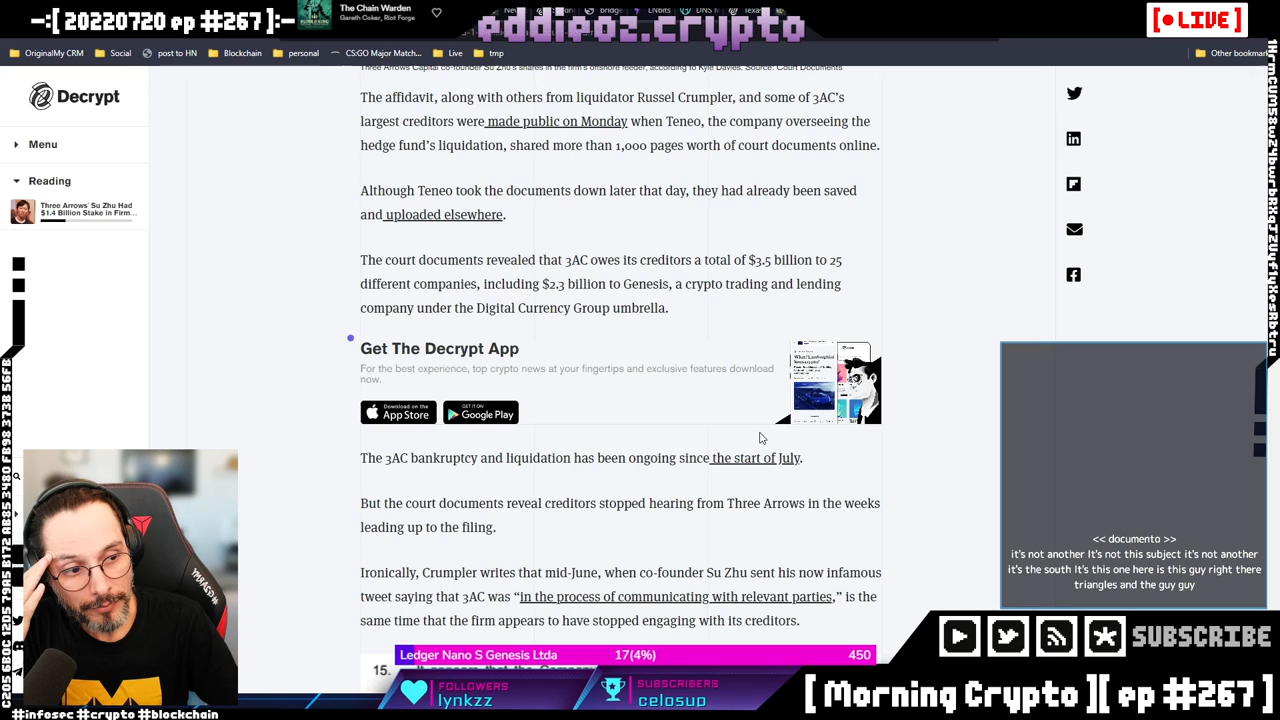 —:[ 20220720 ep #267 ]:—
The Chain Warden
Gareth Coker, Riot Forge
eddieoz.crypto
[ LIVE ]
OriginalMy CRM
Social
post to HN
Blockchain
personal
CS:GO Major Match...
Live
tmp
Other bookmar
Decrypt
Menu
Reading
Three Arrows' Su Zhu Had
$1.4 Billion Stake in Firm...
Three Arrows Capital co-founder Su Zhu's shares in the firm's offshore feeder, according to Kyle Davies. Source: Court Documents
The affidavit, along with others from liquidator Russel Crumpler, and some of 3AC's
largest creditors were made public on Monday when Teneo, the company overseeing the
hedge fund's liquidation, shared more than 1,000 pages worth of court documents online.
Although Teneo took the documents down later that day, they had already been saved
and uploaded elsewhere.
The court documents revealed that 3AC owes its creditors a total of $3.5 billion to 25
different companies, including $2.3 billion to Genesis, a crypto trading and lending
company under the Digital Currency Group umbrella.
Get The Decrypt App
For the best experience, top crypto news at your fingertips and exclusive features download
now.
Download on the
App Store
GET IT ON
Google Play
The 3AC bankruptcy and liquidation has been ongoing since the start of July.
But the court documents reveal creditors stopped hearing from Three Arrows in the weeks
leading up to the filing.
Ironically, Crumpler writes that mid-June, when co-founder Su Zhu sent his now infamous
tweet saying that 3AC was “in the process of communicating with relevant parties,” is the
same time that the firm appears to have stopped engaging with its creditors.
15.
<< documento >>
it's not another It's not this subject it's not another
it's the south It's this one here is this guy right there
triangles and the guy guy
SUBSCRIBE
Ledger Nano S Genesis Ltda
17(4%)
450
FOLLOWERS
lynkzz
SUBSCRIBERS
celosup
[ Morning Crypto ][ ep #267 ]
#infosec #crypto #blockchain